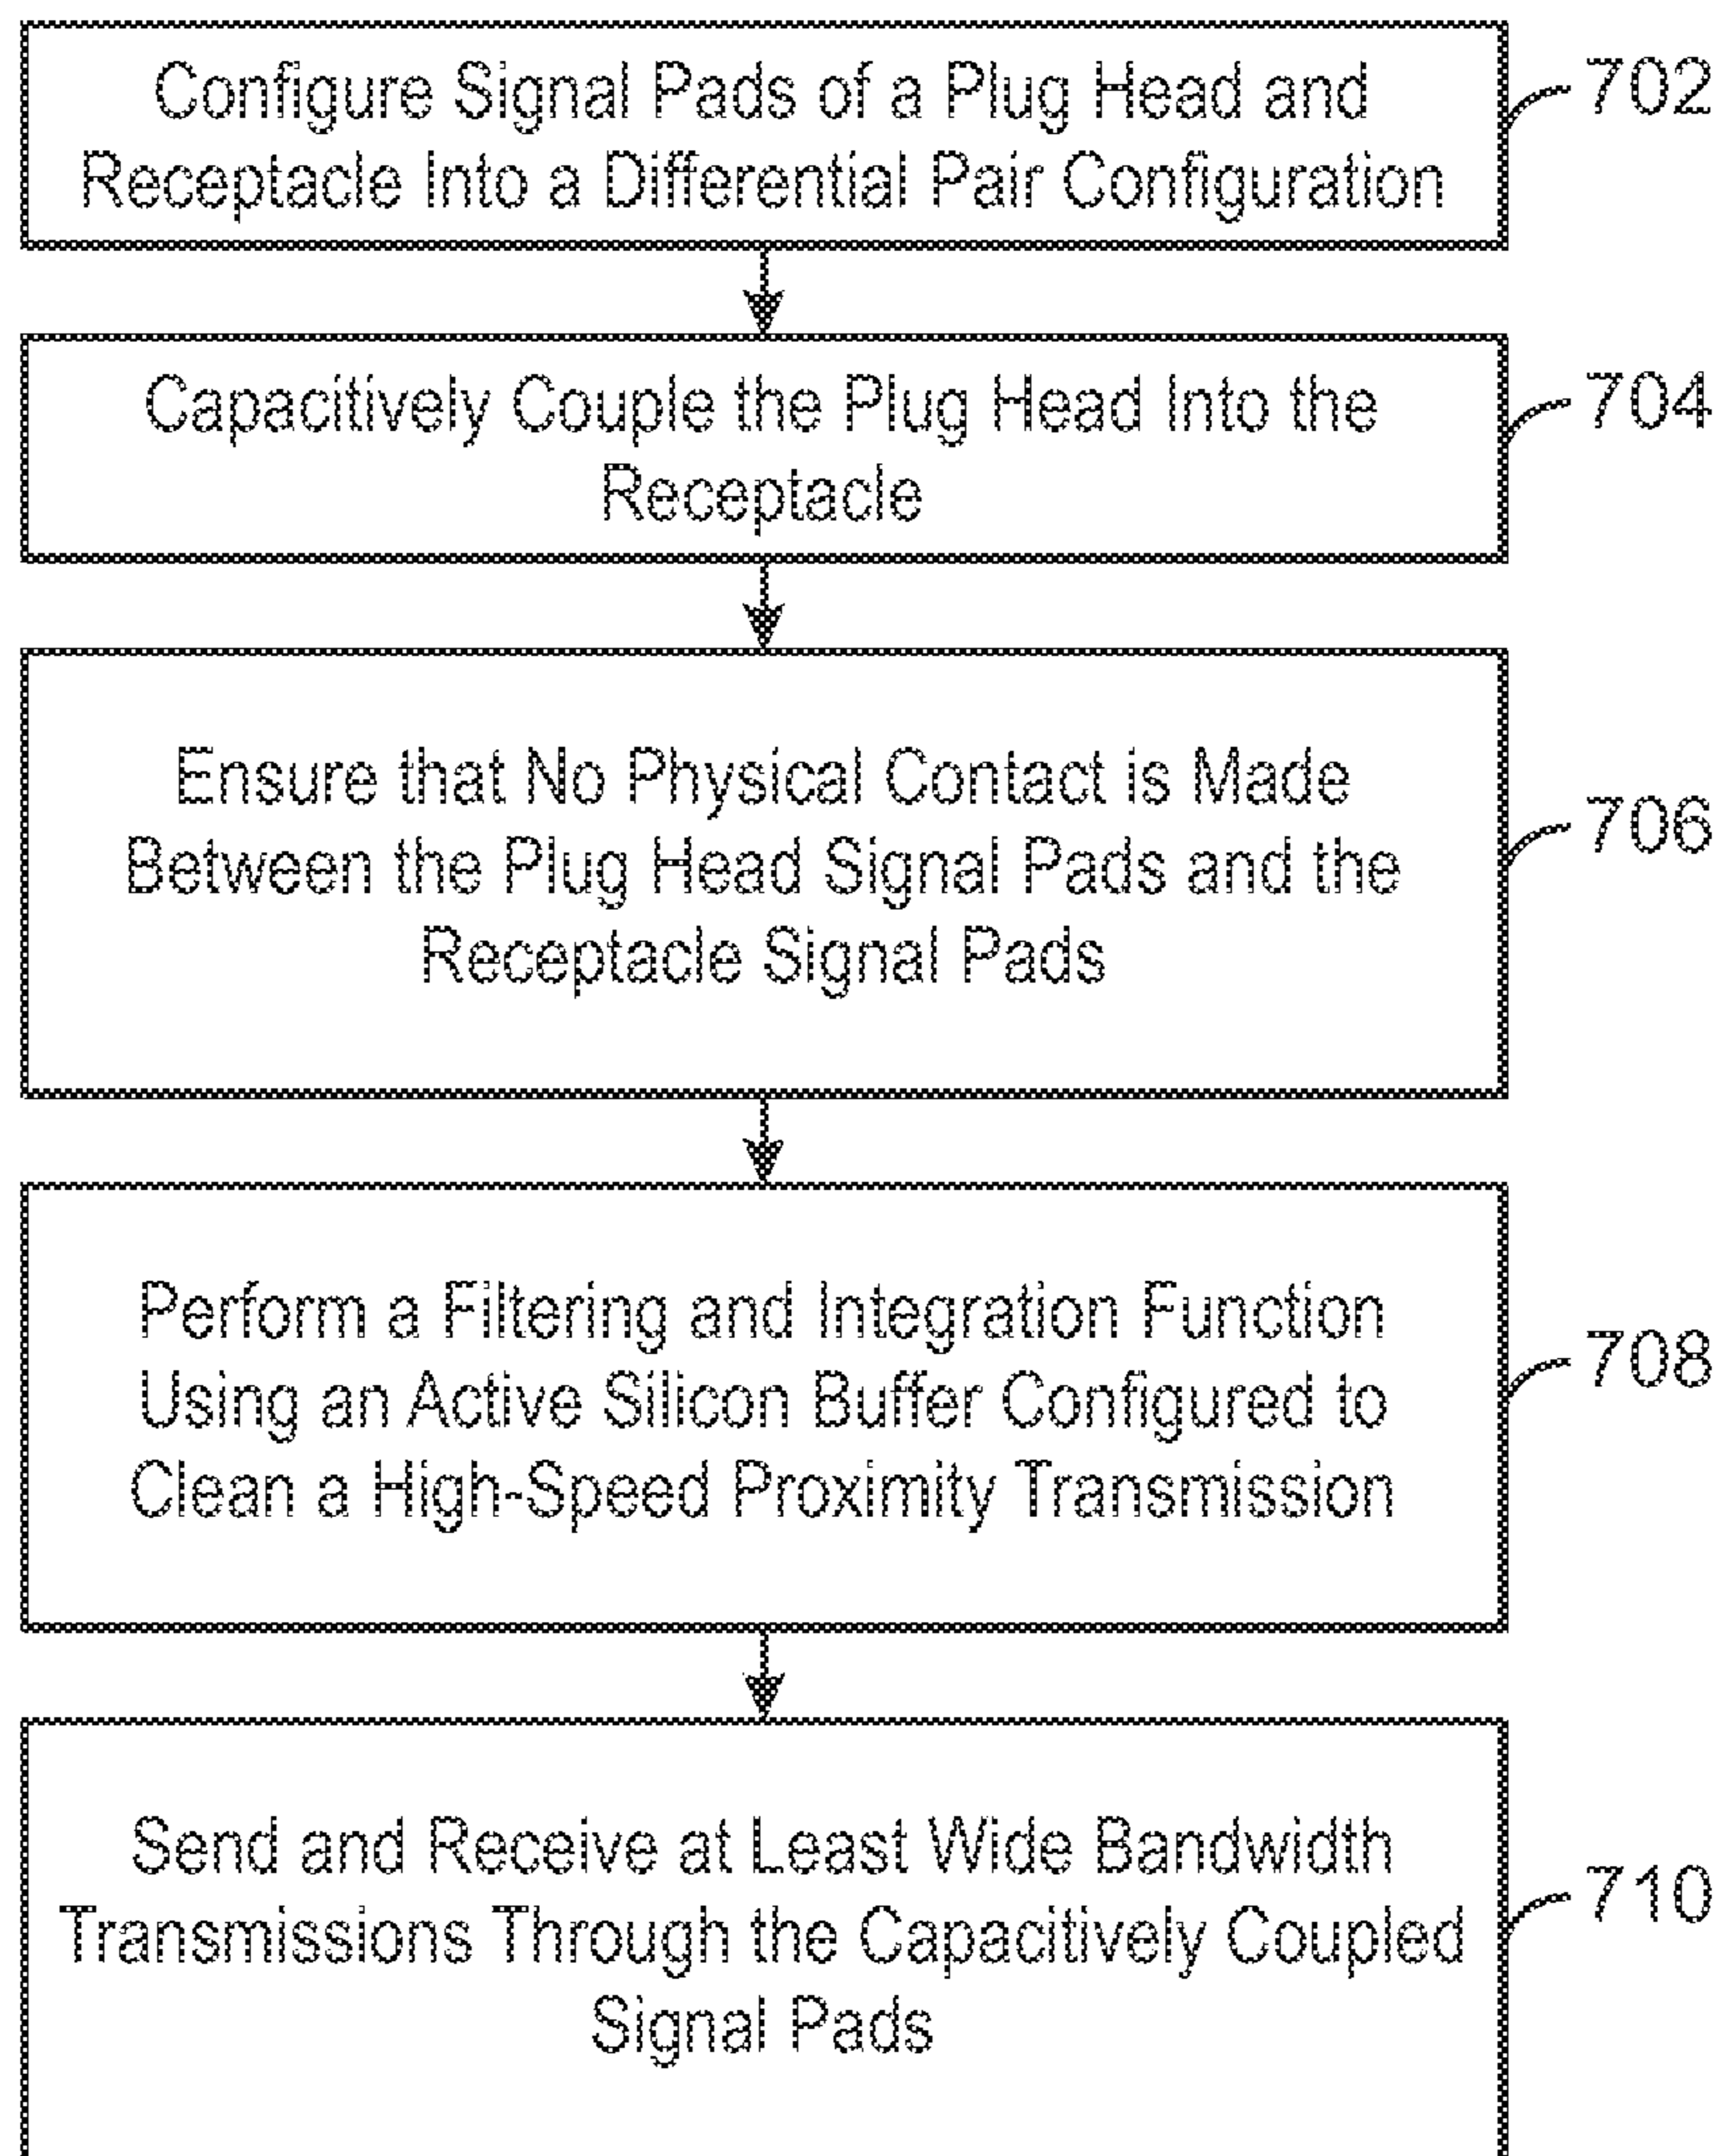 Configure Signal Pads of a Plug Head and
Receptacle Into a Differential Pair Configuration
702
Capacitively Couple the Plug Head Into the
Receptacle
704
Ensure that No Physical Contact is Made
Between the Plug Head Signal Pads and the
Receptacle Signal Pads
706
Perform a Filtering and Integration Function
Using an Active Silicon Buffer Configured to
Clean a High-Speed Proximity Transmission
708
Send and Receive at Least Wide Bandwidth
Transmissions Through the Capacitively Coupled
Signal Pads
710